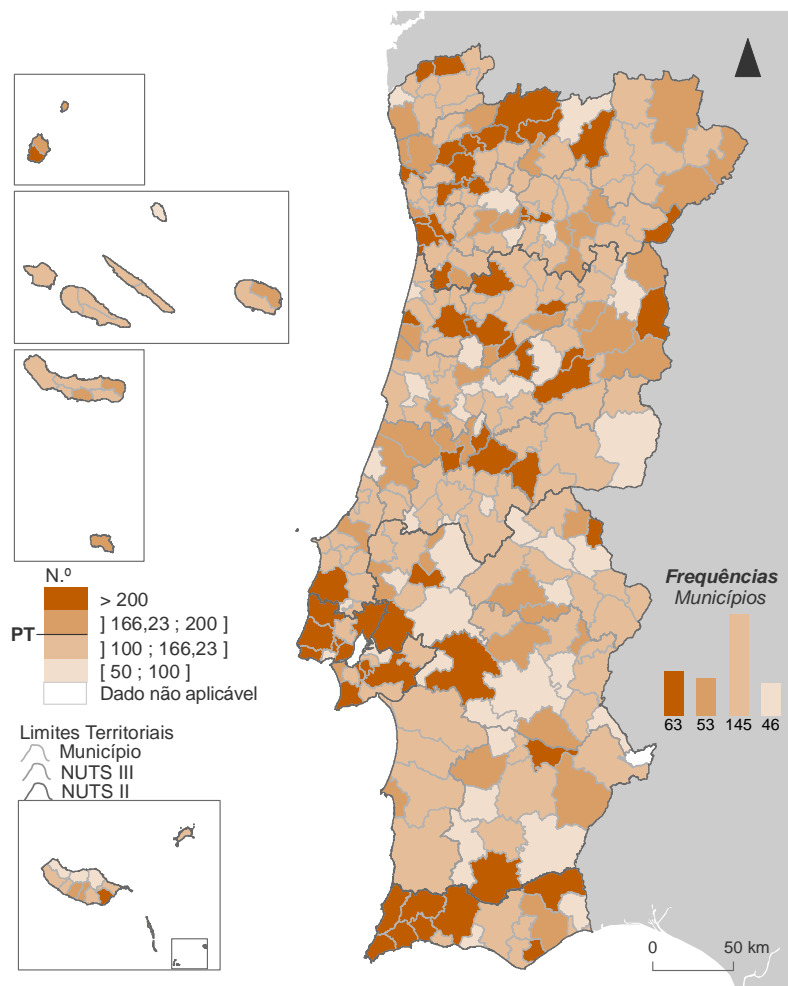 N.º
> 200
] 166,23 ; 200 ]
PT
] 100 ; 166,23 ]
[ 50 ; 100 ]
Dado não aplicável
Limites Territoriais
Município
NUTS III
NUTS II
Frequências
Municípios
63 53 145 46
0 50 km